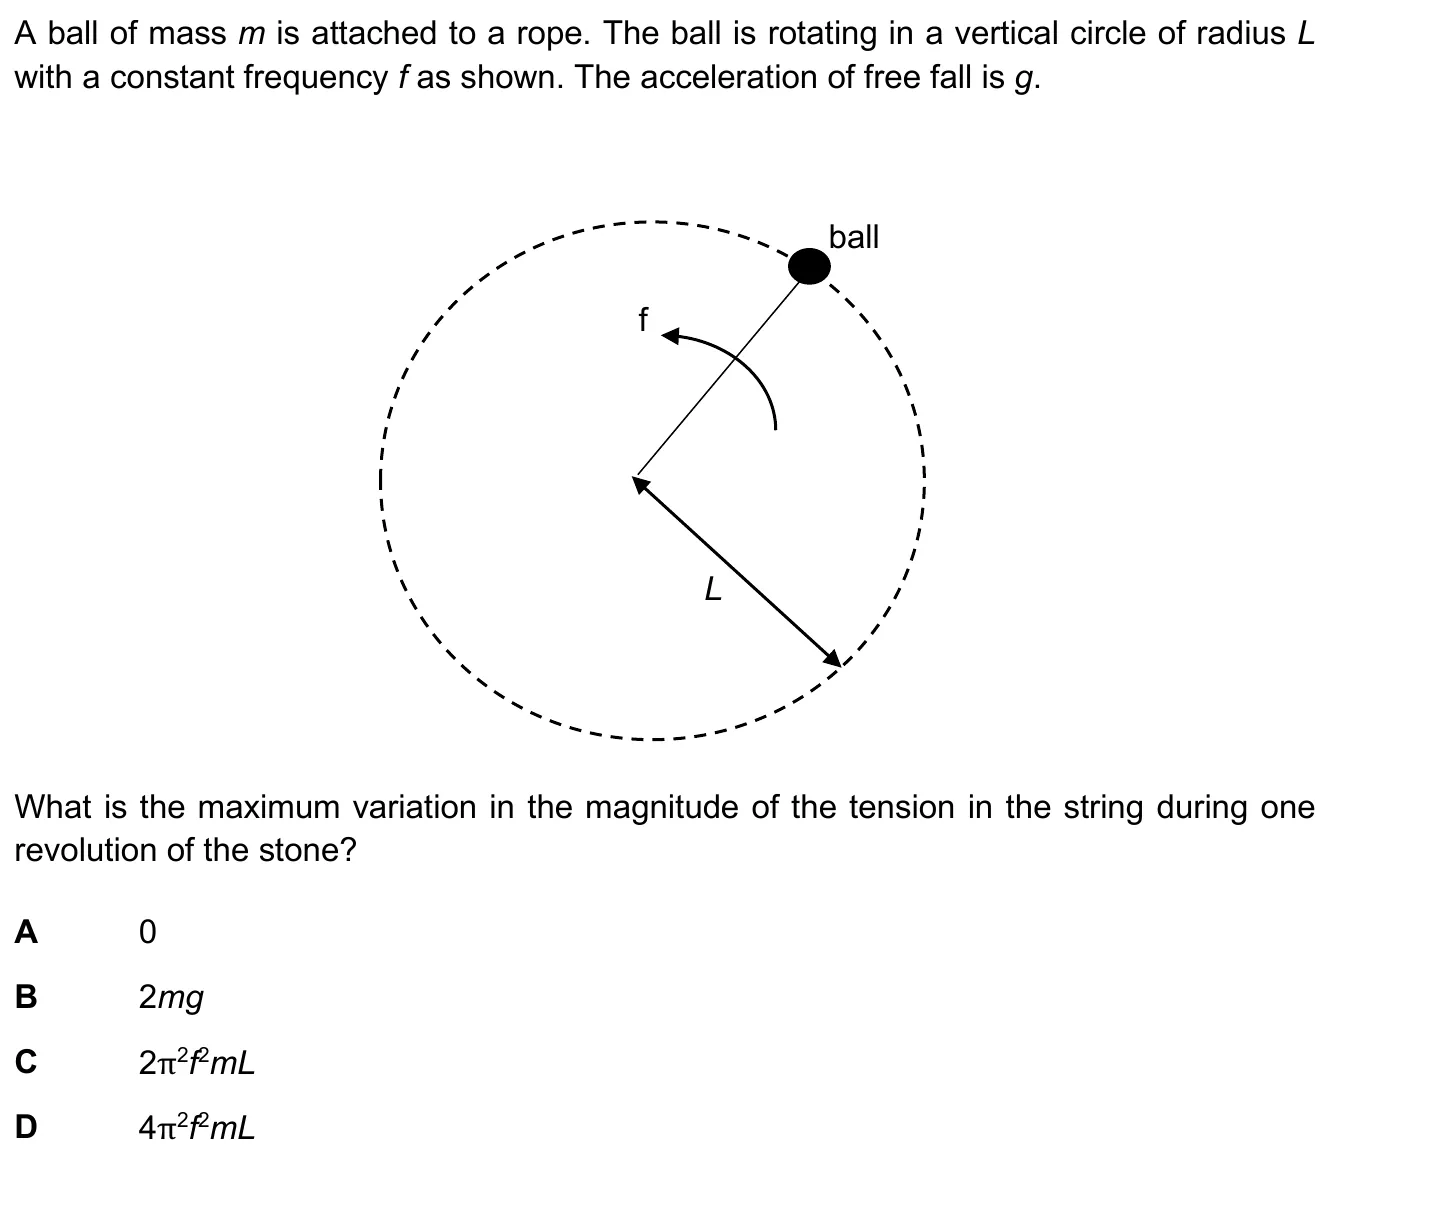 A ball of mass m is attached to a rope. The ball is rotating in a vertical circle of radius L
with a constant frequency f as shown. The acceleration of free fall is g.
ball
f
L
What is the maximum variation in the magnitude of the tension in the string during one
revolution of the stone?
A 0
B 2mg
C 2π²f²mL
D 4π²f²mL